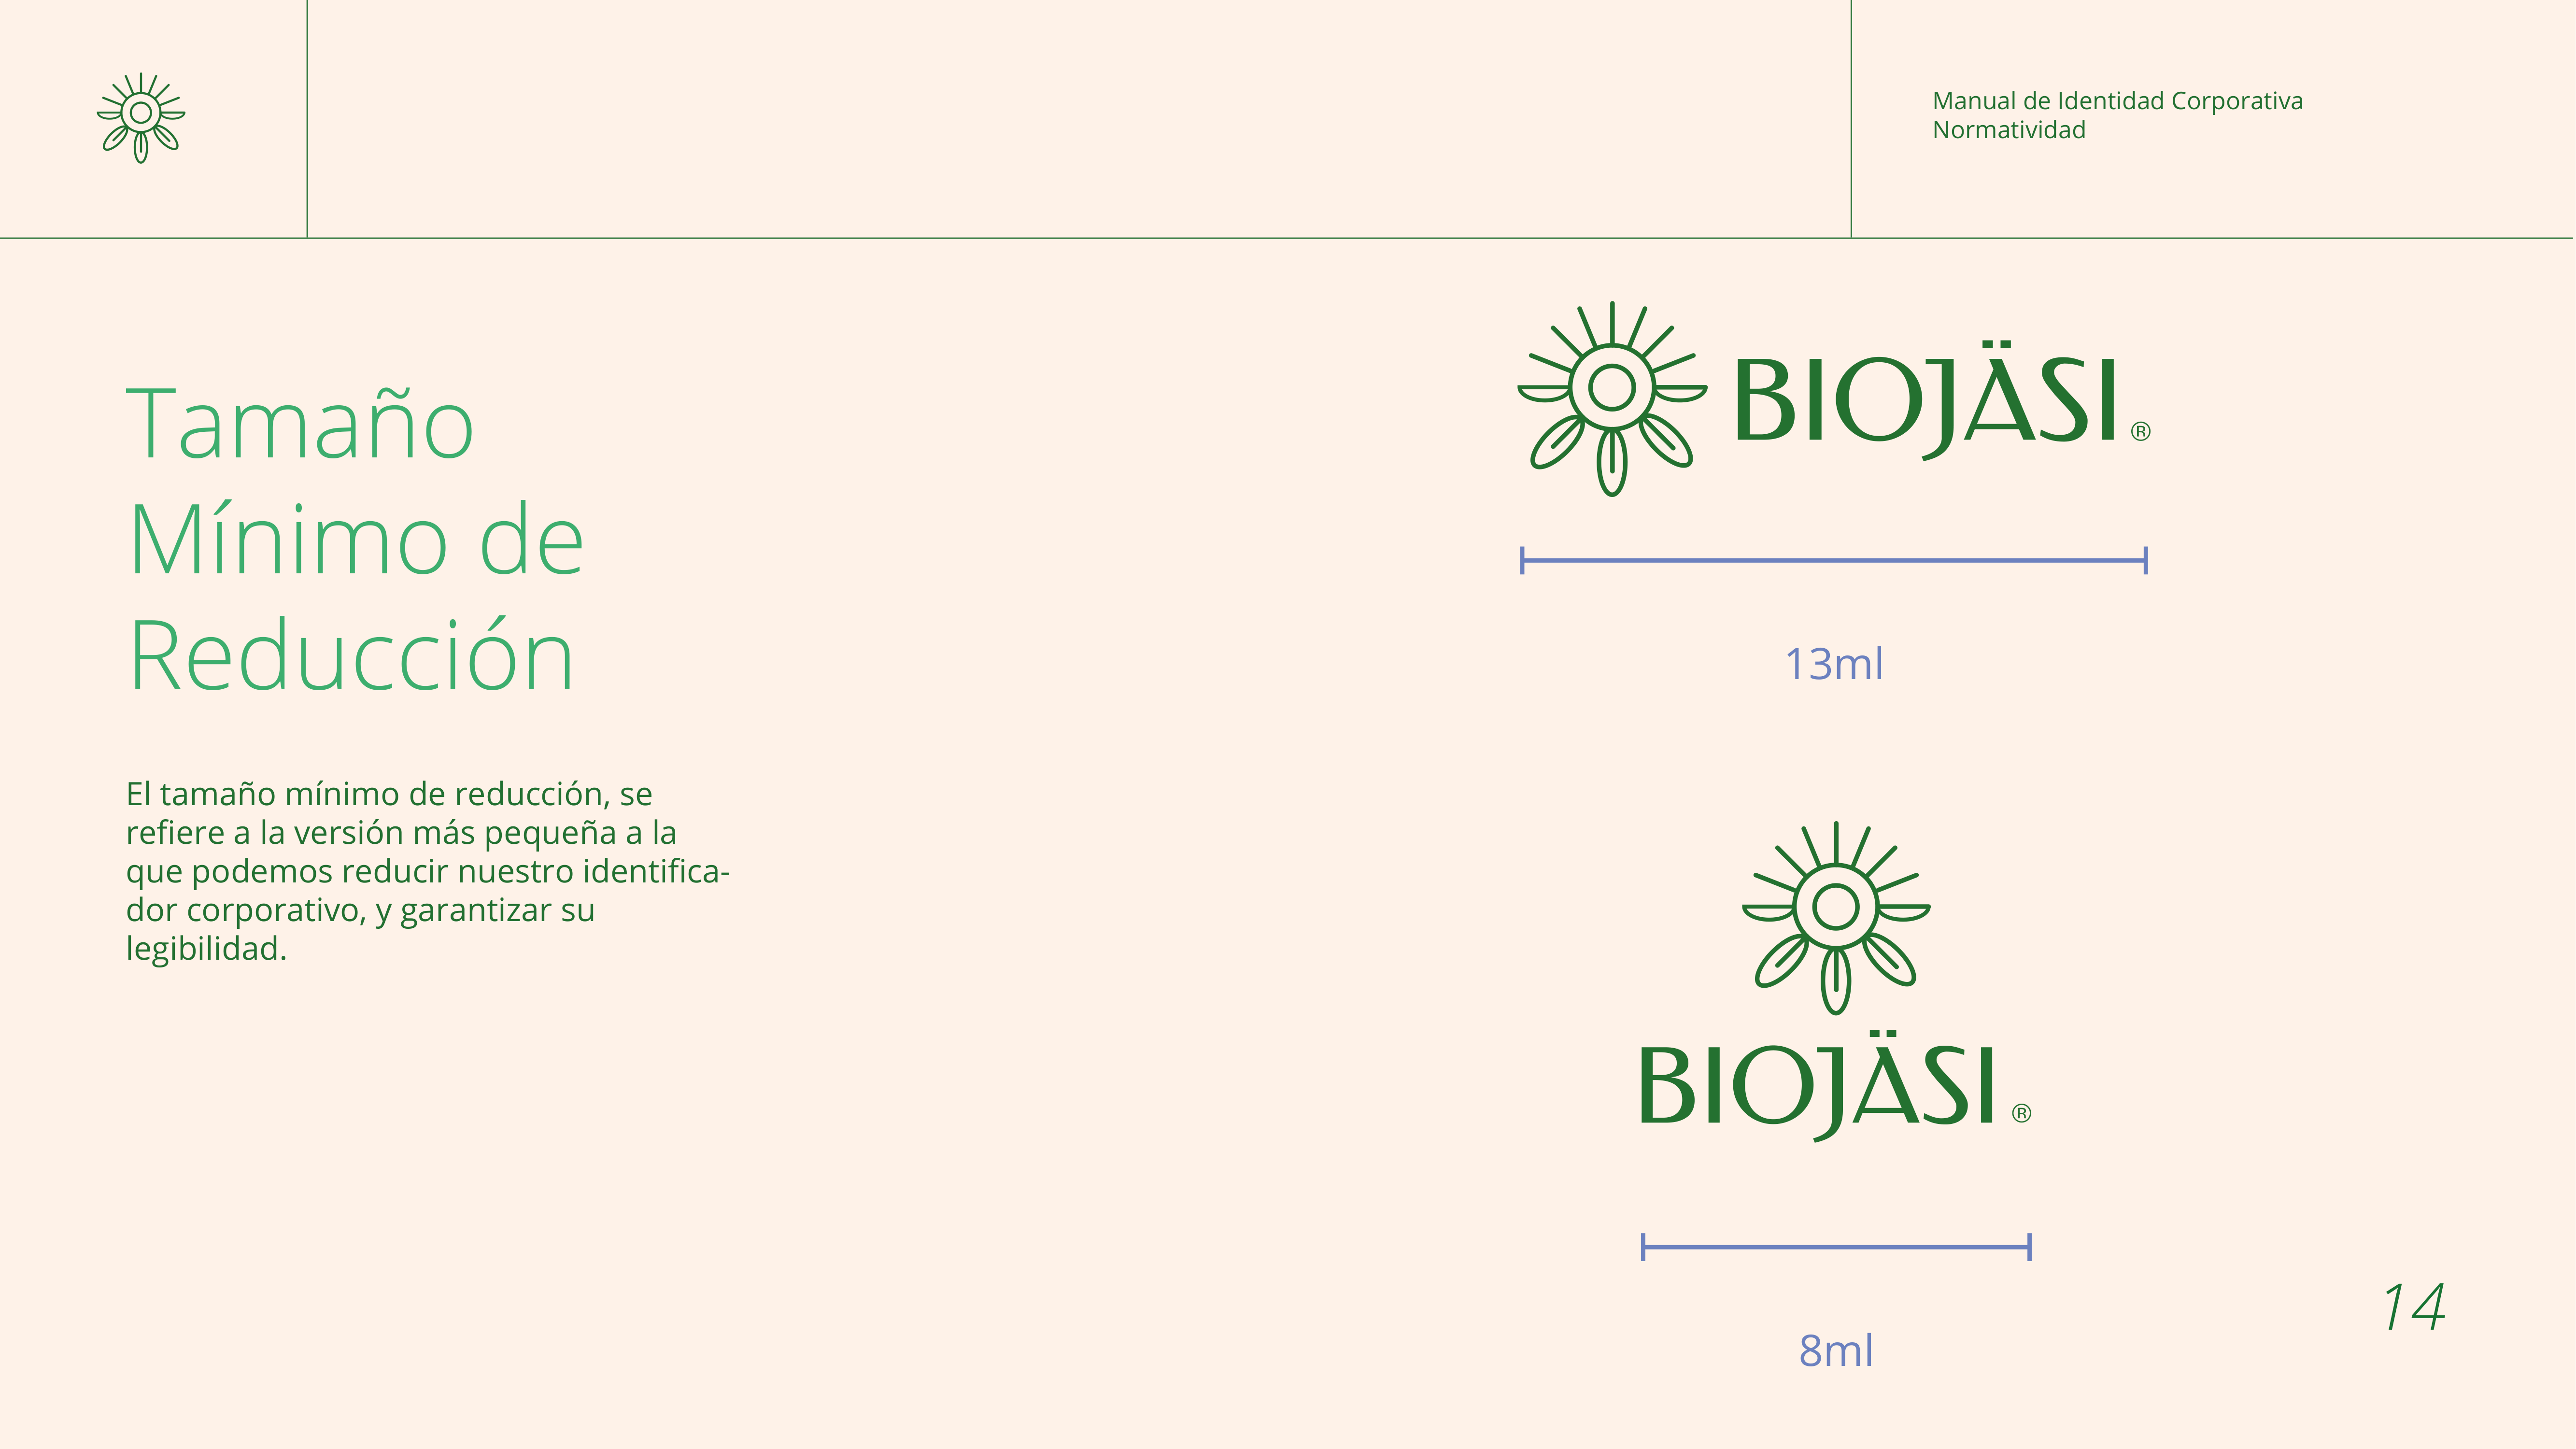 Manual de Identidad Corporativa
Normatividad
Tamaño
Mínimo de
Reducción
El tamaño mínimo de reducción, se
refiere a la versión más pequeña a la
que podemos reducir nuestro identifica-
dor corporativo, y garantizar su
legibilidad.
BIOJÄSI®
13ml
BIOJÄSI®
8ml
14